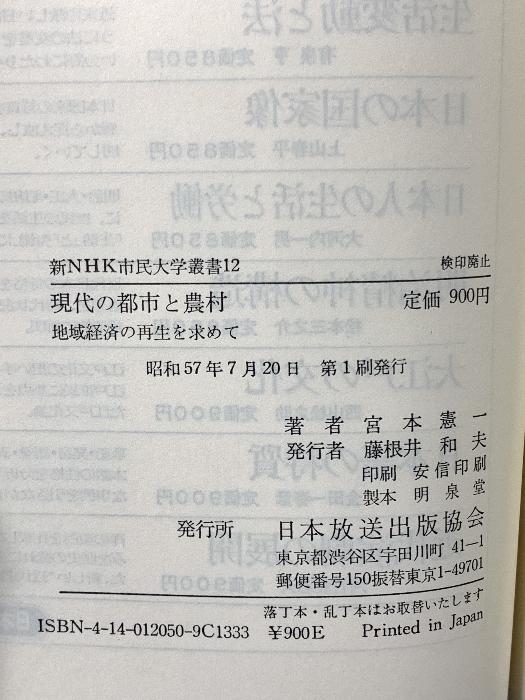 新NHK市民大学叢書12 検印廃止
現代の都市と農村 定価 900円
地域経済の再生を求めて
昭和57年7月20日 第1刷発行
著者 宮本憲一
発行者 藤根井和夫
印刷 安信印刷
製本 明泉堂
発行所 日本放送出版協会
東京都渋谷区宇田川町 41-1
郵便番号150振替東京1-49701
落丁本・乱丁本はお取替いたします
ISBN-4-14-012050-9C1333 ¥900E Printed in Japan